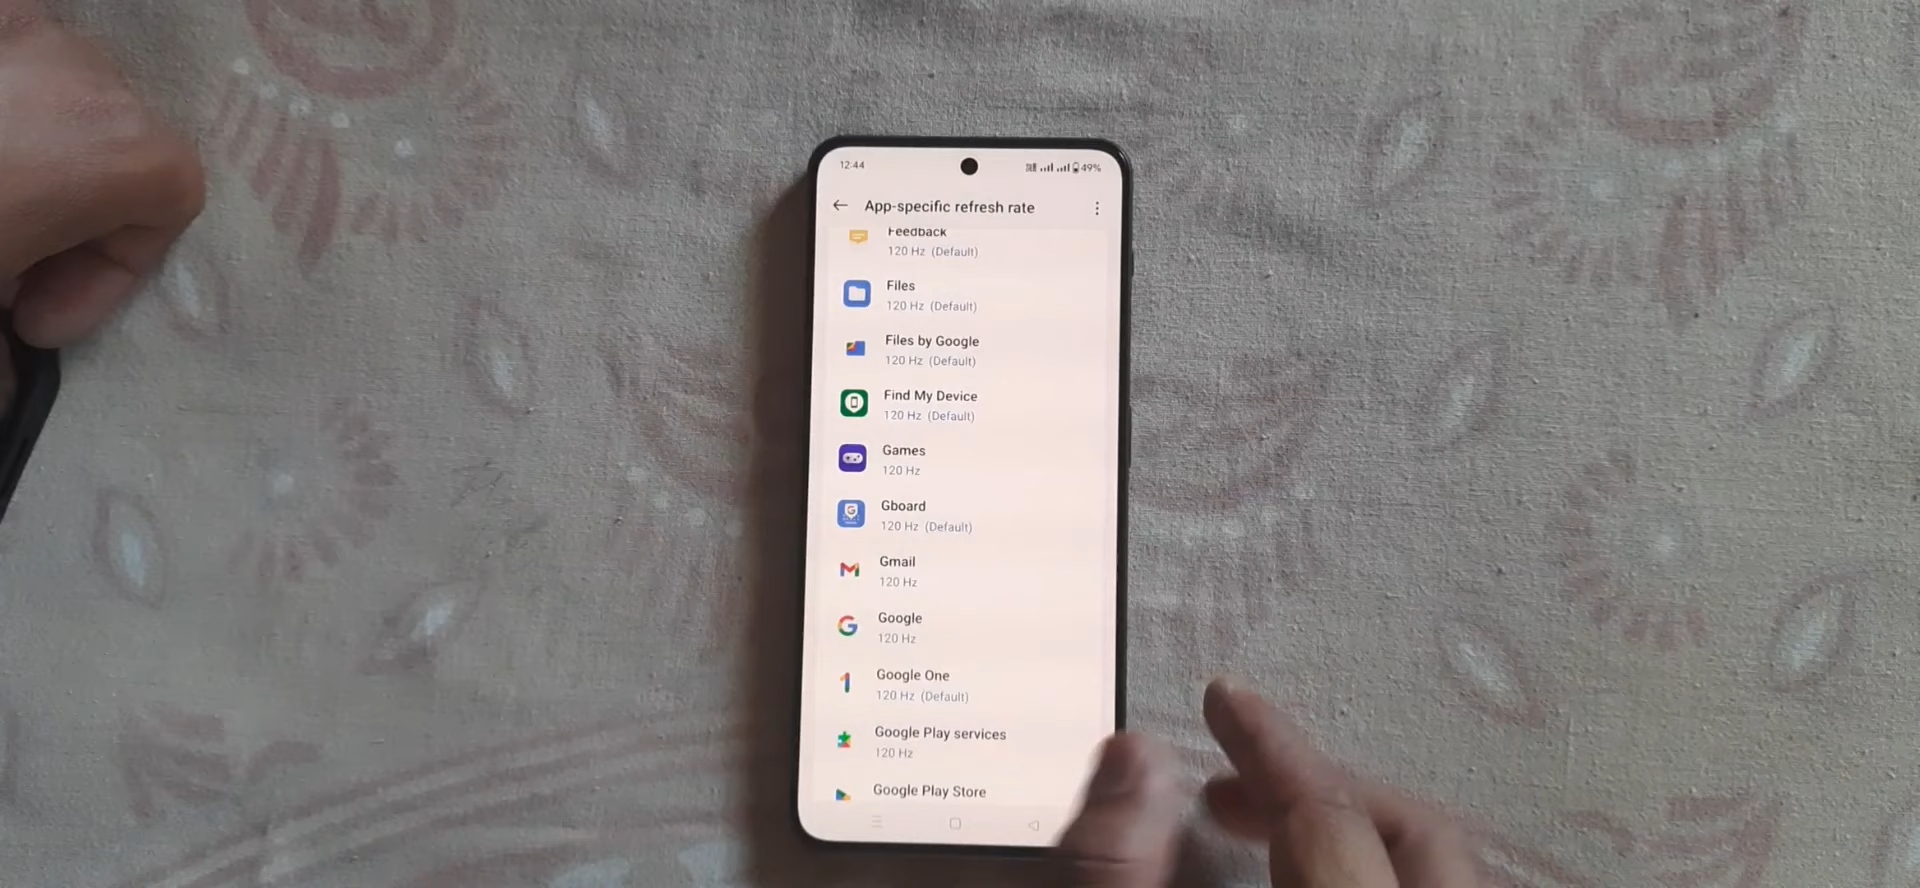 12:44
49%
App-specific refresh rate
Feedback
120 Hz (Default)
Files
120 Hz (Default)
Files by Google
120 Hz (Default)
Find My Device
120 Hz (Default)
Games
120 Hz
Gboard
120 Hz (Default)
Gmail
120 Hz
Google
120 Hz
Google One
120 Hz (Default)
Google Play services
120 Hz
Google Play Store